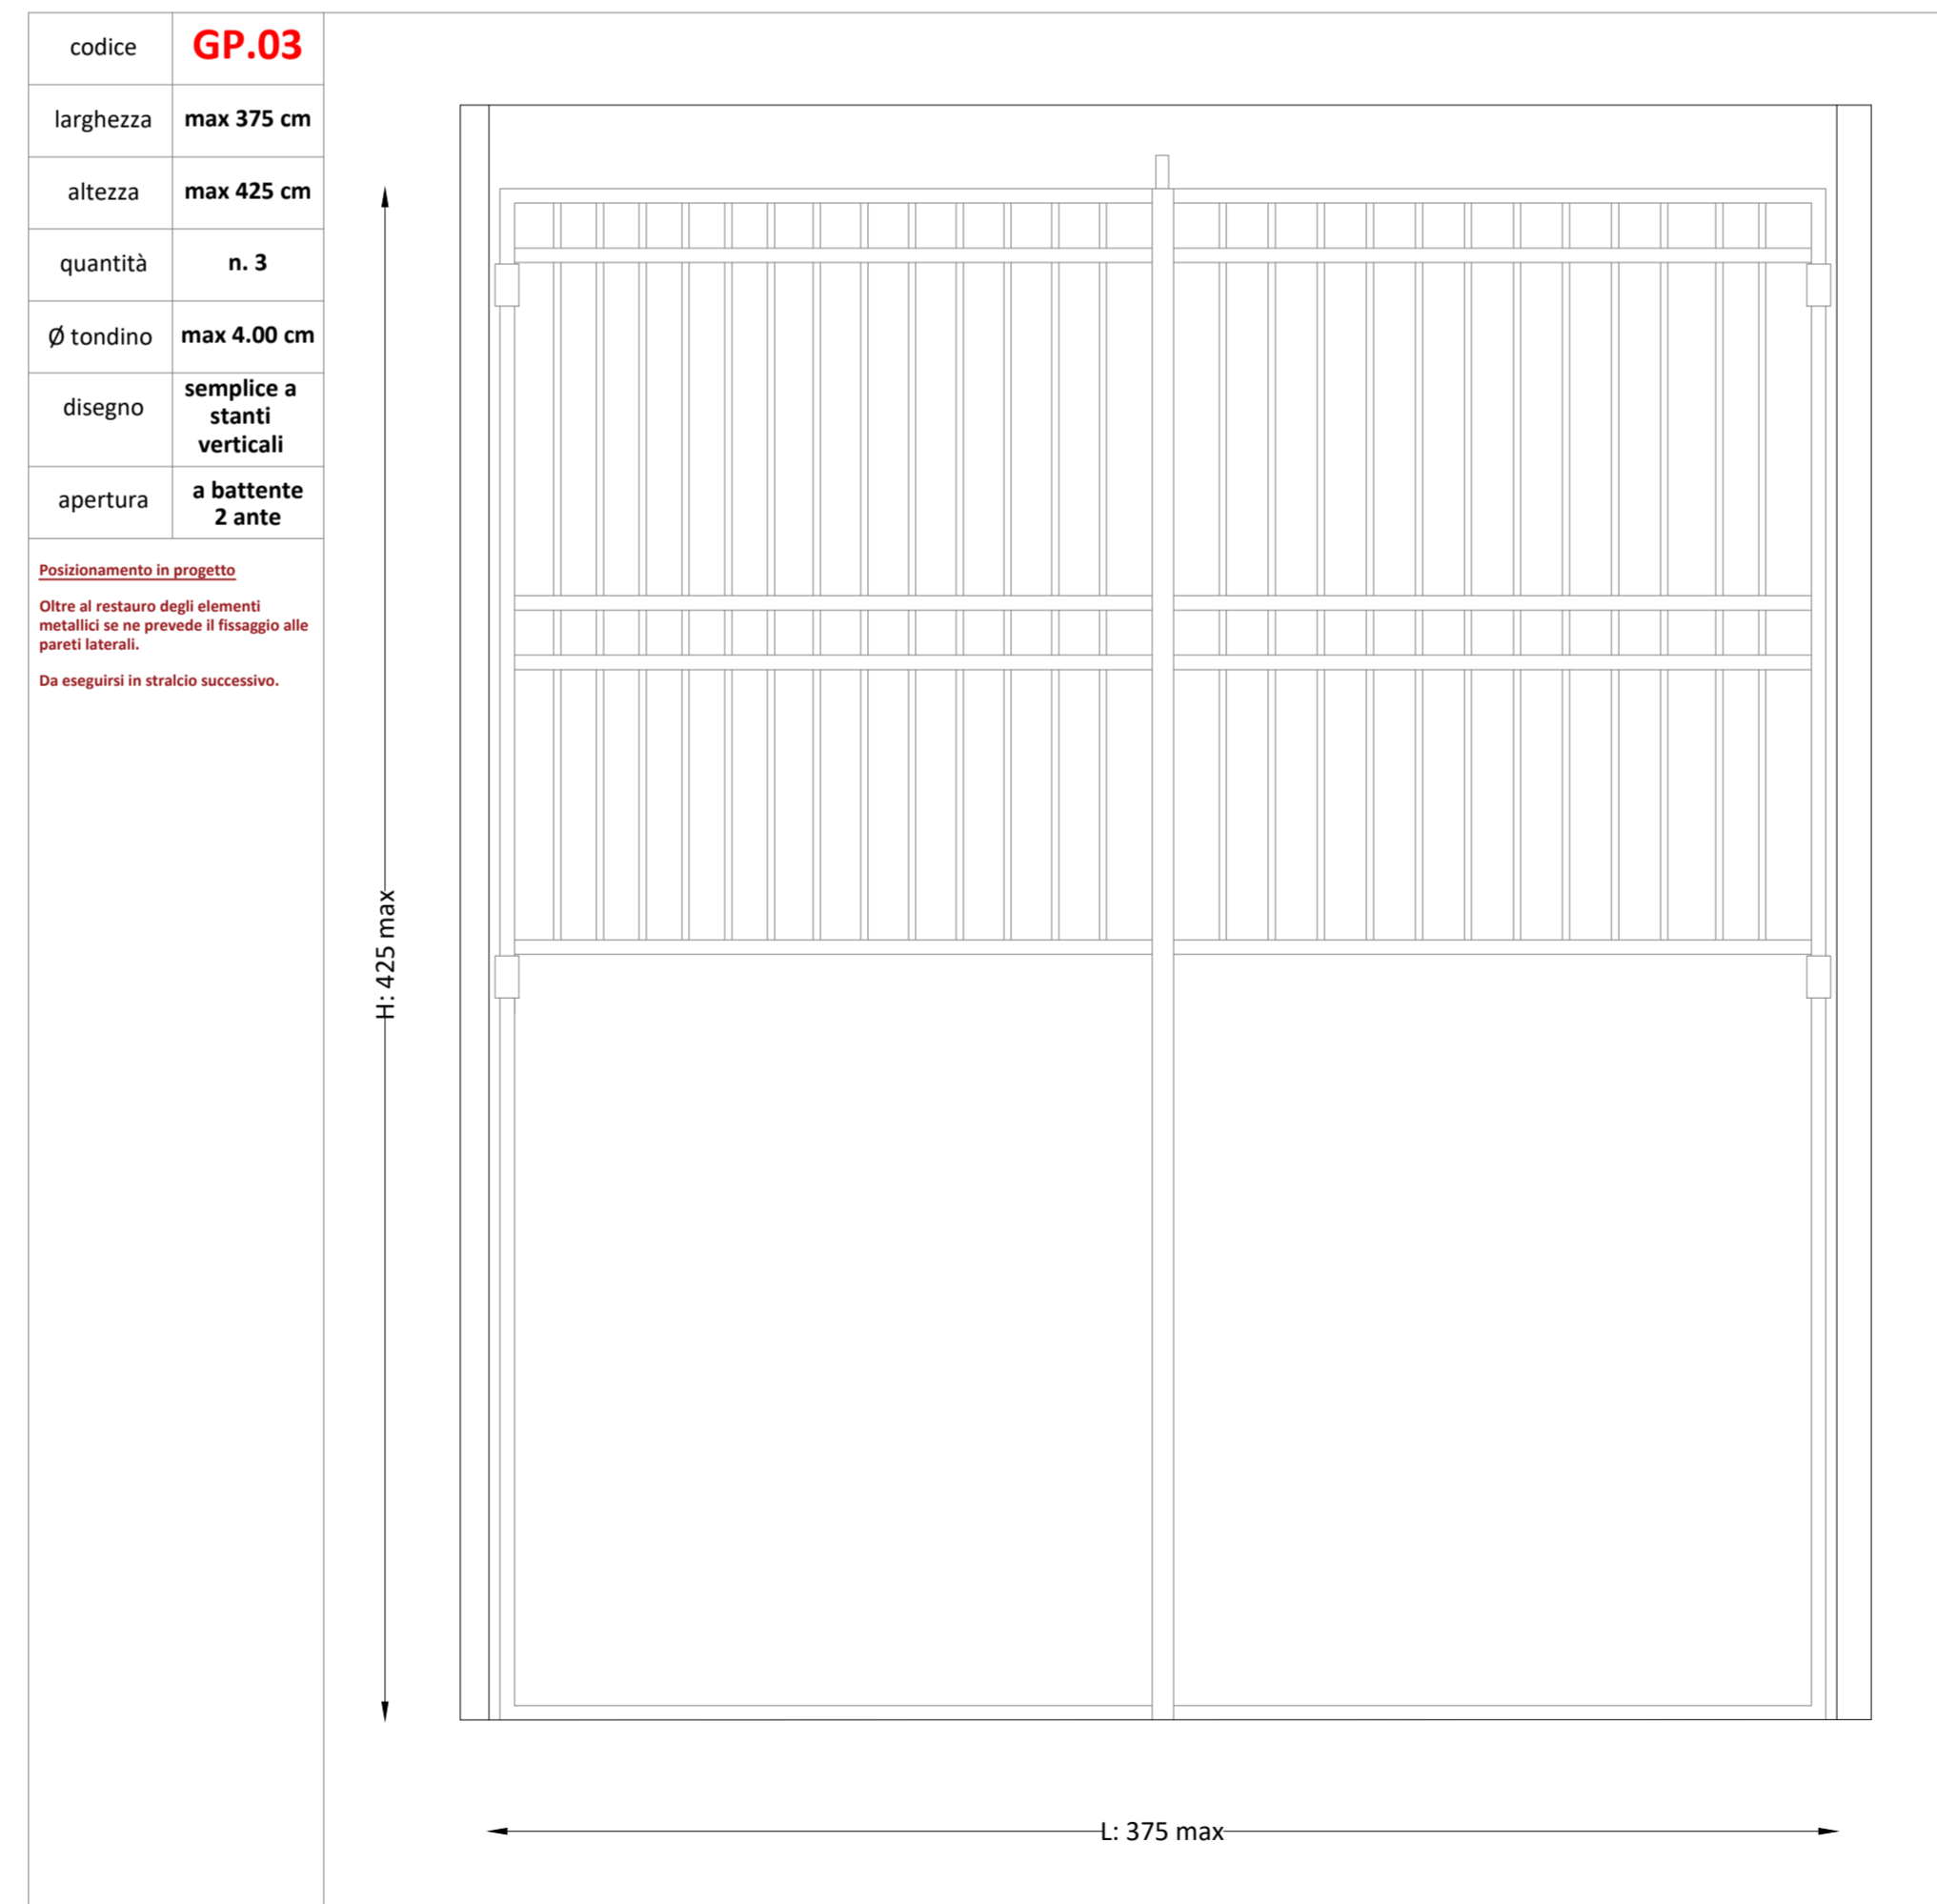 codice GP.03
larghezza max 375 cm
altezza max 425 cm
quantità n. 3
Ø tondino max 4.00 cm
disegno semplice a
stanti
verticali
apertura a battente
2 ante
Posizionamento in progetto
Oltre al restauro degli elementi
metallici se ne prevede il fissaggio alle
pareti laterali.
Da eseguirsi in stralcio successivo.
H: 425 max
L: 375 max